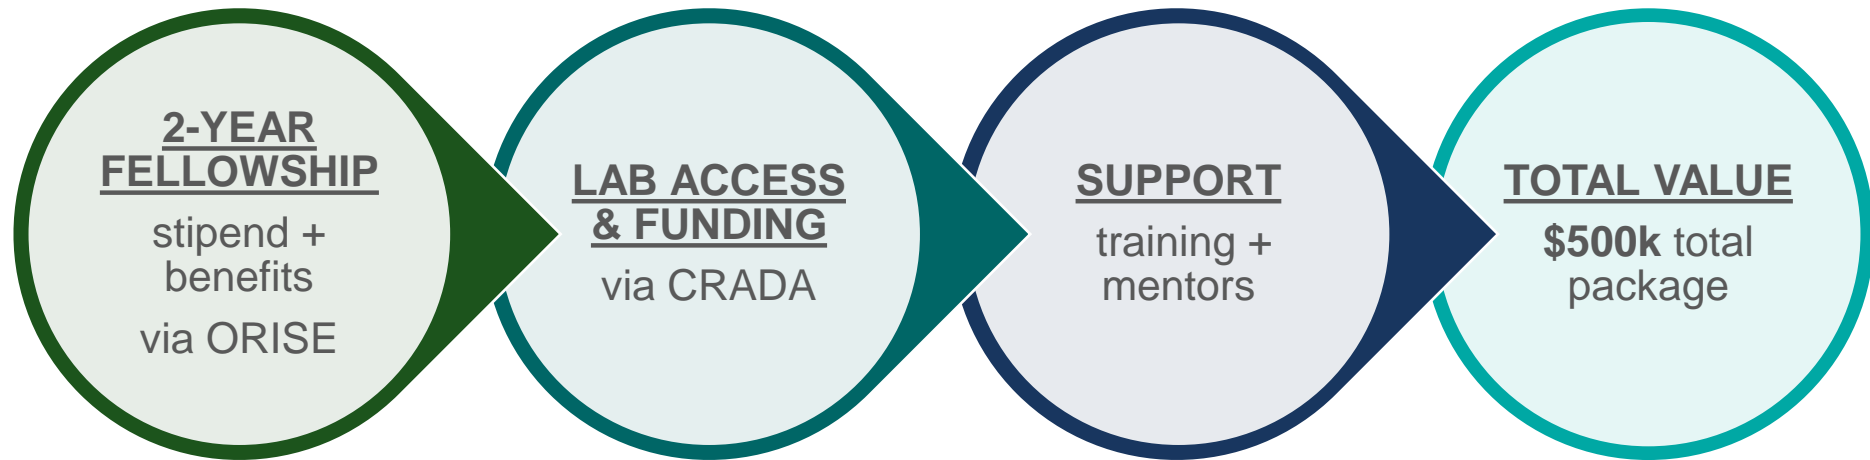 2-YEAR
FELLOWSHIP
stipend +
benefits
via ORISE
LAB ACCESS
& FUNDING
via CRADA
SUPPORT
training +
mentors
TOTAL VALUE
$500k total
package